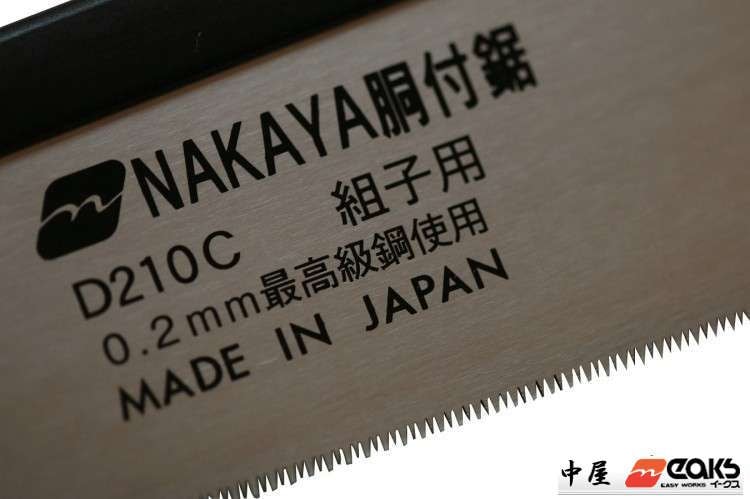 NAKAYA胴付鋸
D210C 組子用
0.2mm最高級鋼使用
MADE IN JAPAN
中屋 eaks
EASY WORKS イークス